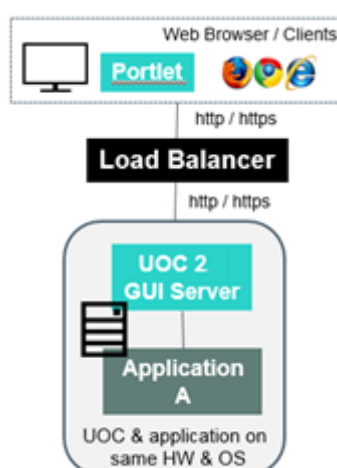 Web Browser / Clients
Portlet
http / https
Load Balancer
http / https
UOC 2
GUI Server
Application
A
UOC & application on
same HW & OS